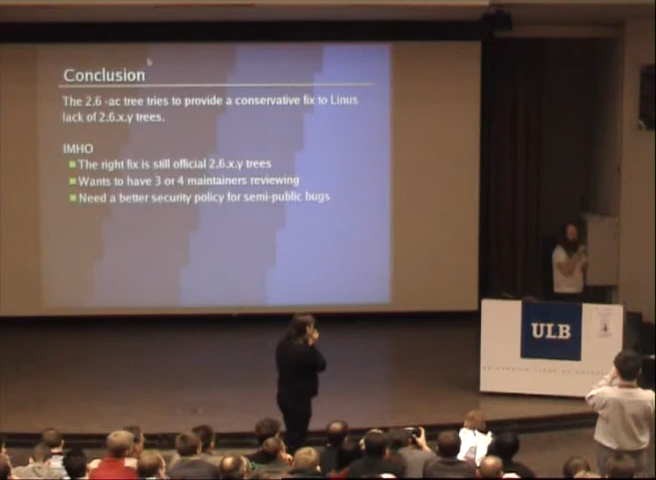 Conclusion
The 2.6 -ac tree tries to provide a conservative fix to Linus
lack of 2.6.x.y trees.
IMHO
The right fix is still official 2.6.x.y trees
Wants to have 3 or 4 maintainers reviewing
Need a better security policy for semi-public bugs
ULB